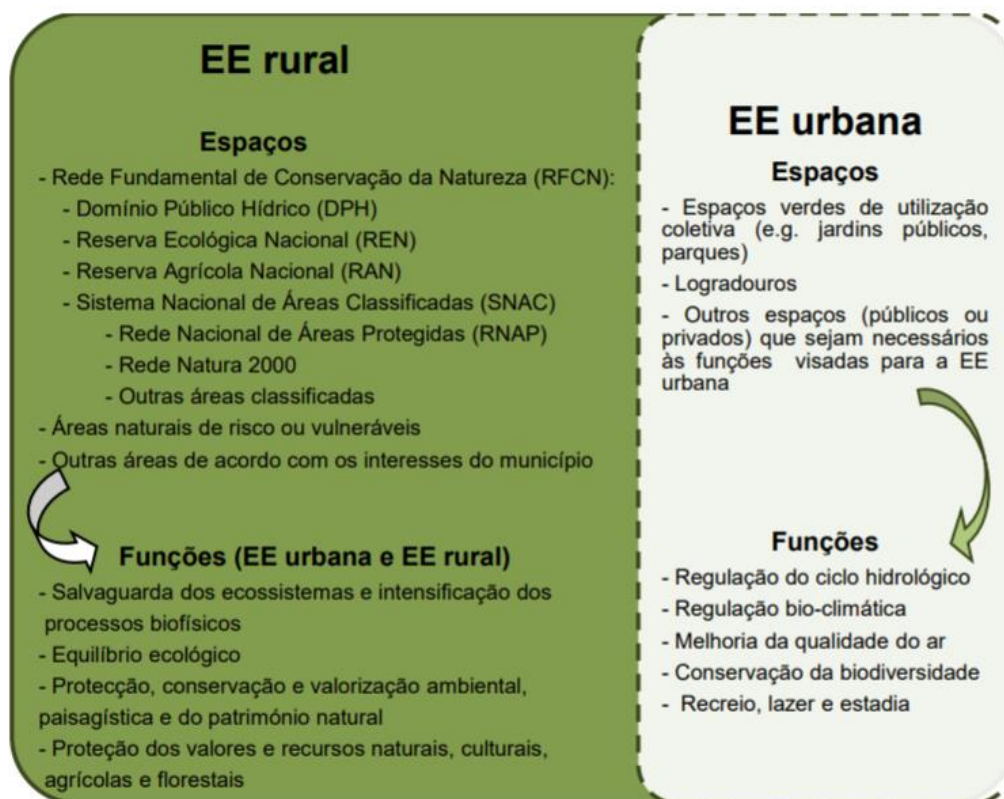 EE rural
Espaços
- Rede Fundamental de Conservação da Natureza (RFCN):
- Domínio Público Hídrico (DPH)
- Reserva Ecológica Nacional (REN)
- Reserva Agrícola Nacional (RAN)
- Sistema Nacional de Áreas Classificadas (SNAC)
- Rede Nacional de Áreas Protegidas (RNAP)
- Rede Natura 2000
- Outras áreas classificadas
- Áreas naturais de risco ou vulneráveis
- Outras áreas de acordo com os interesses do município
Funções (EE urbana e EE rural)
- Salvaguarda dos ecossistemas e intensificação dos
processos biofísicos
- Equilíbrio ecológico
- Protecção, conservação e valorização ambiental,
paisagística e do património natural
- Proteção dos valores e recursos naturais, culturais,
agrícolas e florestais
EE urbana
Espaços
- Espaços verdes de utilização
coletiva (e.g. jardins públicos,
parques)
- Logradouros
- Outros espaços (públicos ou
privados) que sejam necessários
às funções visadas para a EE
urbana
Funções
- Regulação do ciclo hidrológico
- Regulação bio-climática
- Melhoria da qualidade do ar
- Conservação da biodiversidade
- Recreio, lazer e estadia